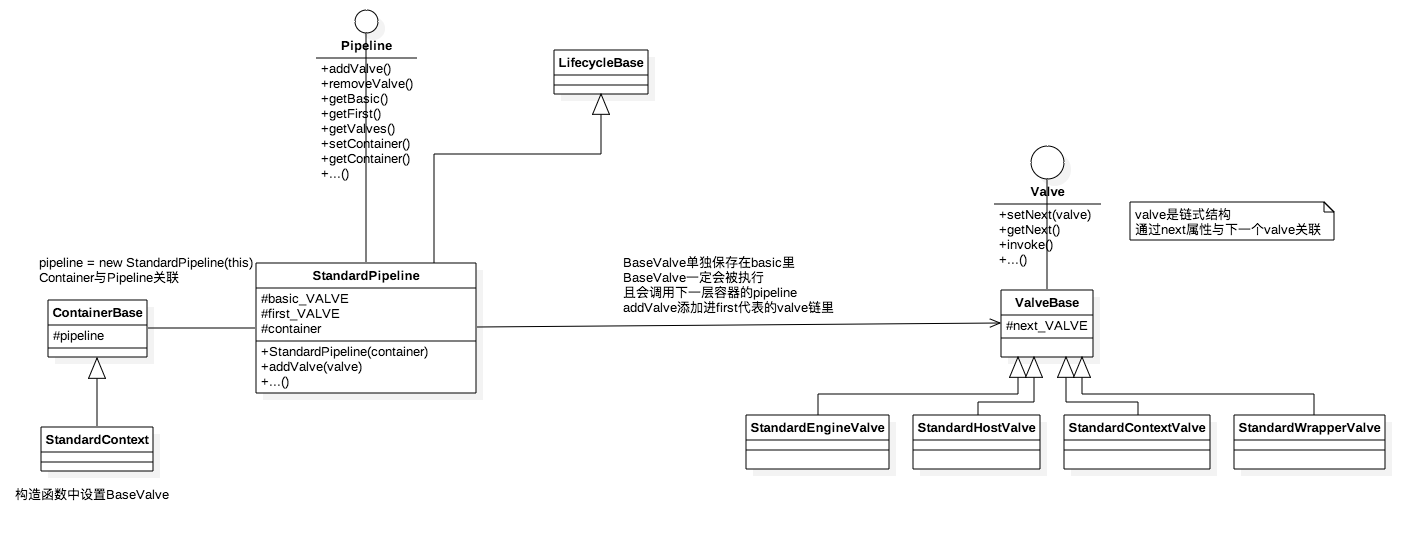 Pipeline
+addValve()
+removeValve()
+getBasic()
+getFirst()
+getValves()
+setContainer()
+getContainer()
+...()
LifecycleBase
Valve
+setNext(valve)
+getNext()
+invoke()
+...()
valve是链式结构
通过next属性与下一个valve关联
pipeline = new StandardPipeline(this)
Container与Pipeline关联
ContainerBase
#pipeline
StandardPipeline
#basic_VALVE
#first_VALVE
#container
+StandardPipeline(container)
+addValve(valve)
+...()
BaseValve单独保存在basic里
BaseValve一定会被执行
且会调用下一层容器的pipeline
addValve添加进first代表的valve链里
ValveBase
#next_VALVE
StandardContext
构造函数中设置BaseValve
StandardEngineValve
StandardHostValve
StandardContextValve
StandardWrapperValve